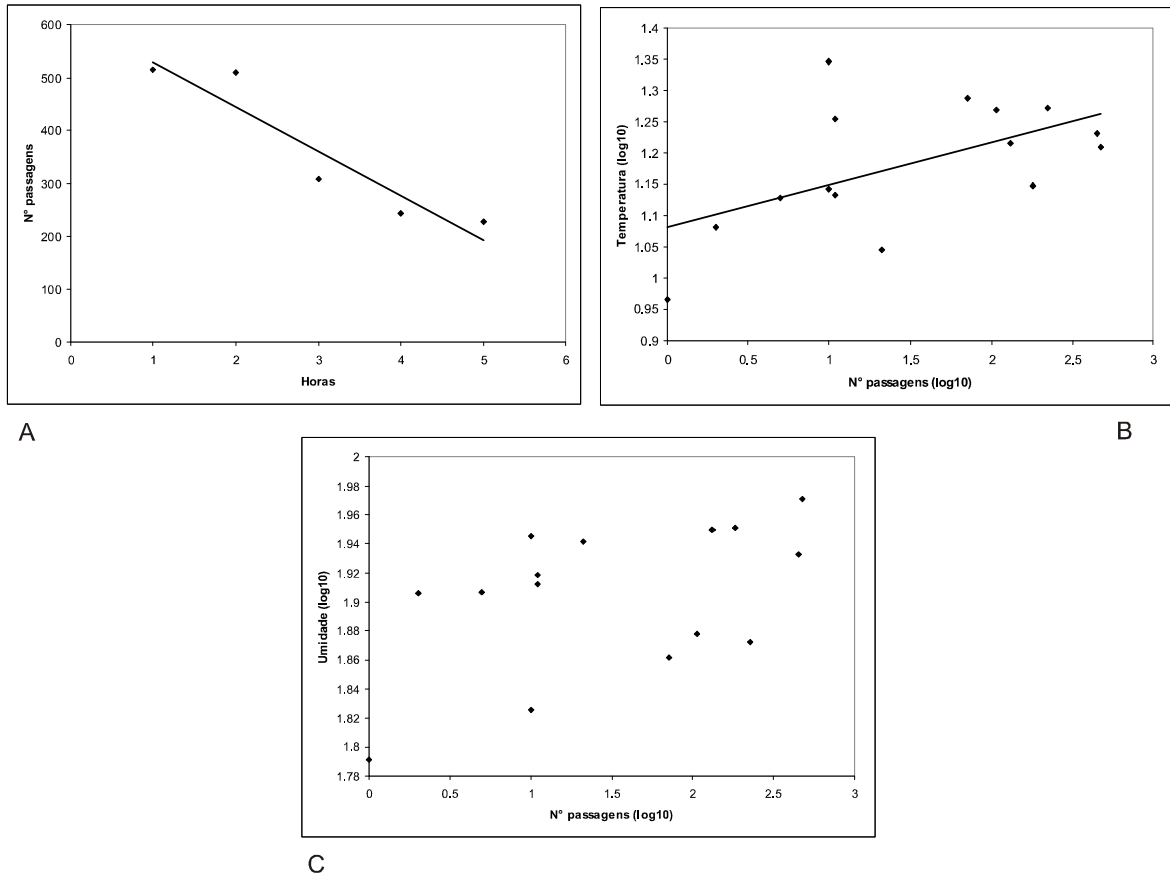 600
500
400
300
200
100
0
N° passagens
0 1 2 3 4 5 6
Horas
A
1.4
1.35
1.3
1.25
1.2
1.15
1.1
1.05
1
0.95
0.9
Temperatura (log10)
0 0.5 1 1.5 2 2.5 3
N° passagens (log10)
B
2
1.98
1.96
1.94
1.92
1.9
1.88
1.86
1.84
1.82
1.8
1.78
Umidade (log10)
0 0.5 1 1.5 2 2.5 3
N° passagens (log10)
C